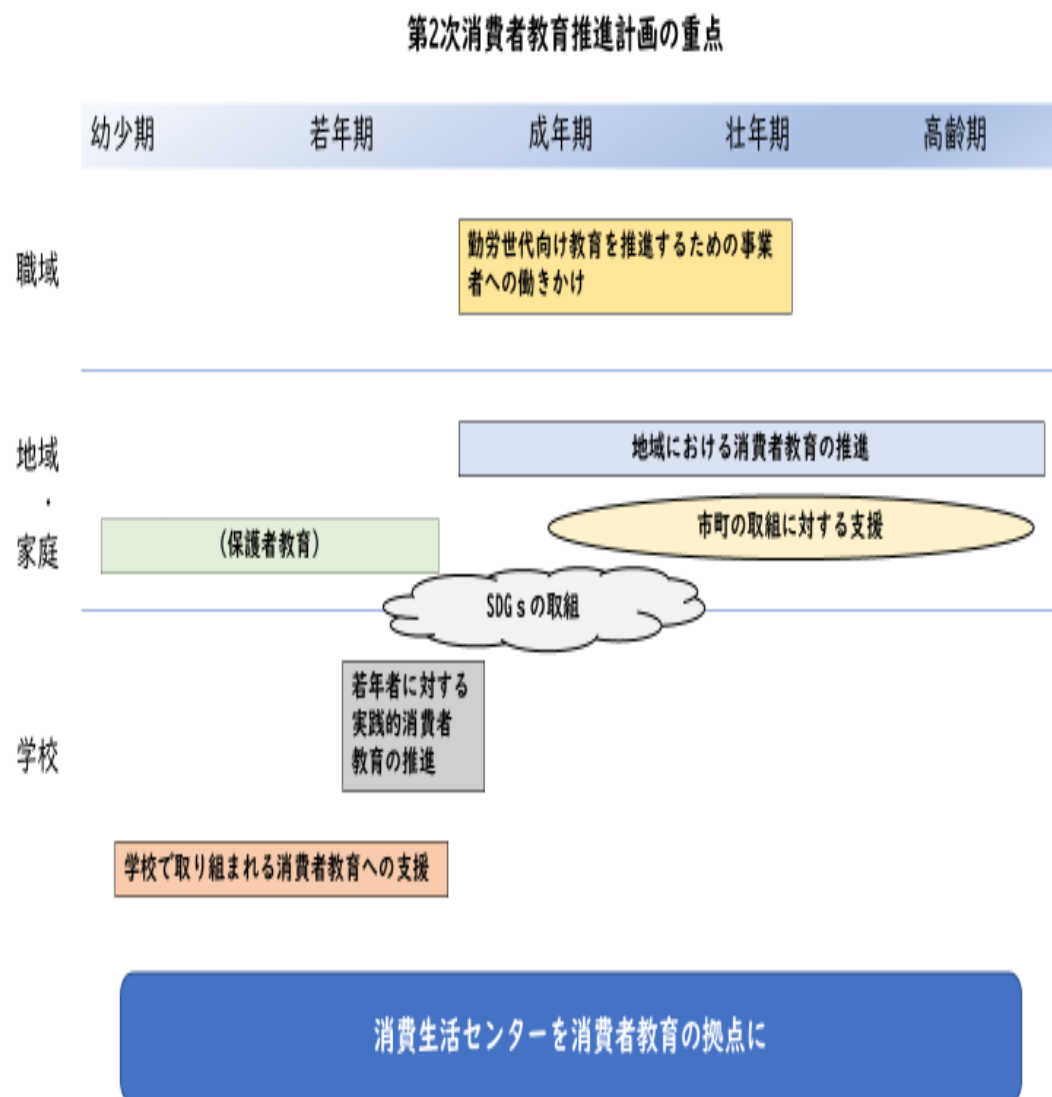 第2次消費者教育推進計画の重点
幼少期 若年期 成年期 壮年期 高齢期
職域
勤労世代向け教育を推進するための事業
者への働きかけ
地域
・
家庭
地域における消費者教育の推進
市町の取組に対する支援
(保護者教育)
SDGsの取組
学校
若年者に対する
実践的消費者
教育の推進
学校で取り組まれる消費者教育への支援
消費生活センターを消費者教育の拠点に